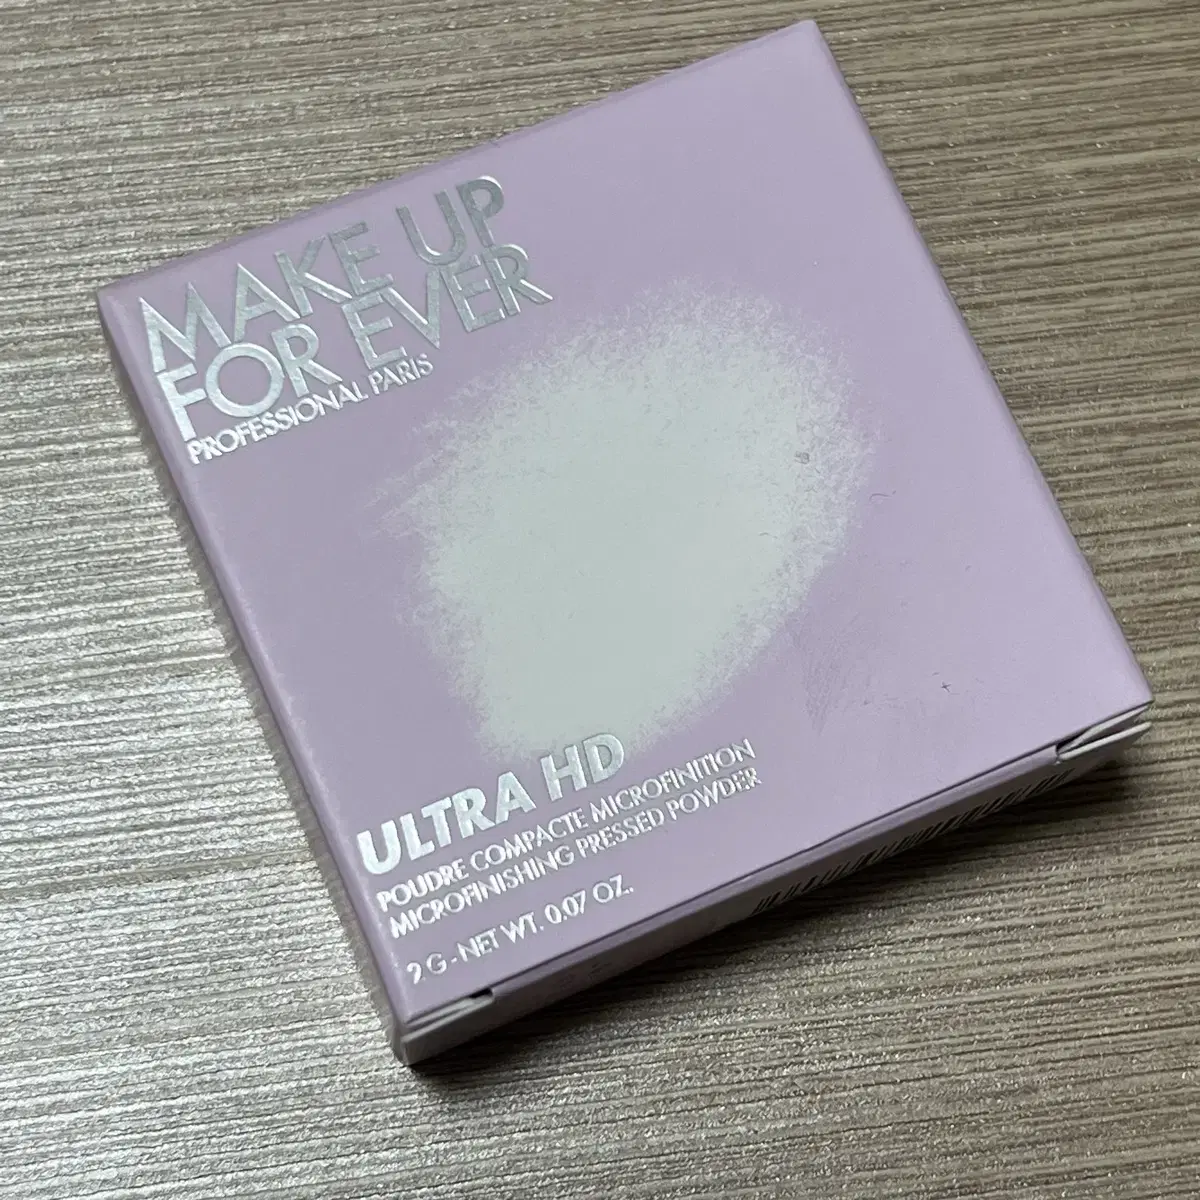 MAKE UP
FOR EVER
PROFESSIONAL PARIS
ULTRA HD
POUDRE COMPACTE MICROFINITION
MICROFINISHING PRESSED POWDER
2 G - NET WT. 0.07 OZ.